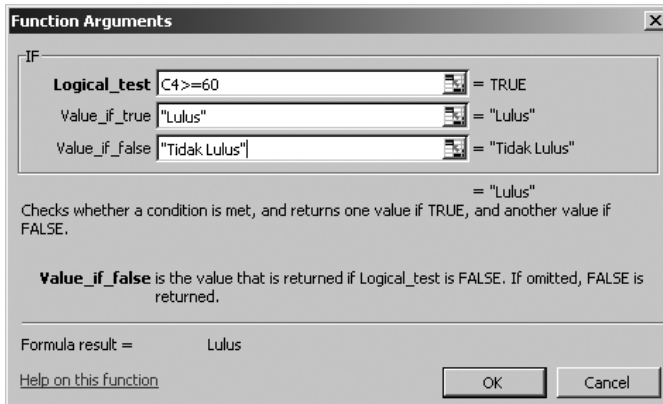 Function Arguments
IF
Logical_test C4>=60 = TRUE
Value_if_true "Lulus" = "Lulus"
Value_if_false "Tidak Lulus" = "Tidak Lulus"
= "Lulus"
Checks whether a condition is met, and returns one value if TRUE, and another value if
FALSE.
Value_if_false is the value that is returned if Logical_test is FALSE. If omitted, FALSE is
returned.
Formula result = Lulus
Help on this function OK Cancel